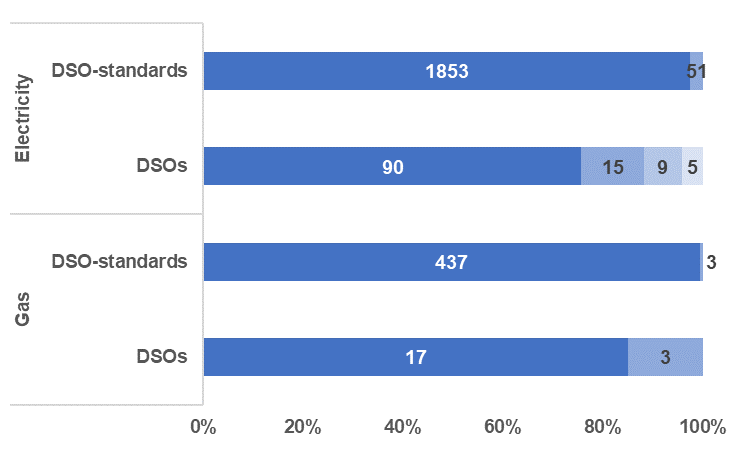 Electricity
DSO-standards
1853
51
DSOs
90
15
9
5
Gas
DSO-standards
437
3
DSOs
17
3
0%
20%
40%
60%
80%
100%